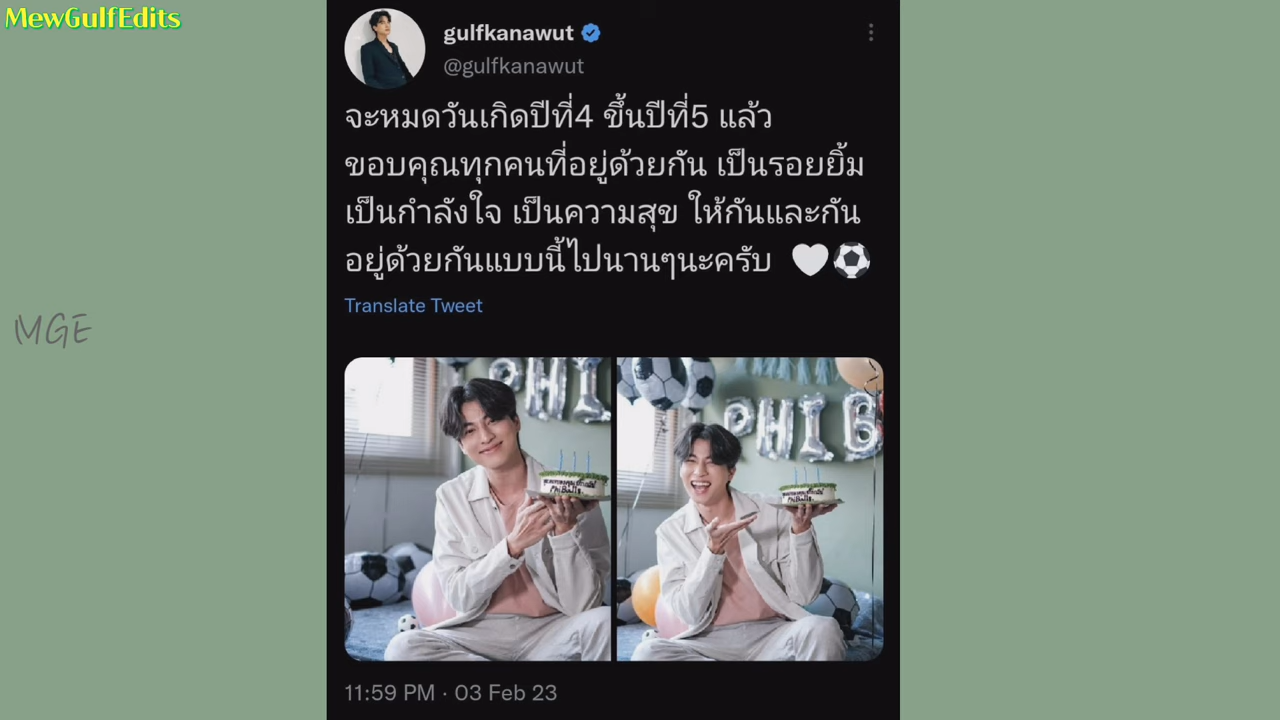 MewGulfEdits
gulfkanawut
@gulfkanawut
จะหมดวันเกิดปีที่4 ขึ้นปีที่5 แล้ว
ขอบคุณทุกคนที่อยู่ด้วยกัน เป็นรอยยิ้ม
เป็นกำลังใจ เป็นความสุข ให้กันและกัน
อยู่ด้วยกันแบบนี้ไปนานๆนะครับ 🤍⚽
Translate Tweet
MGE
PHI
PHIB
PhiBalls
PhiBalls
11:59 PM · 03 Feb 23